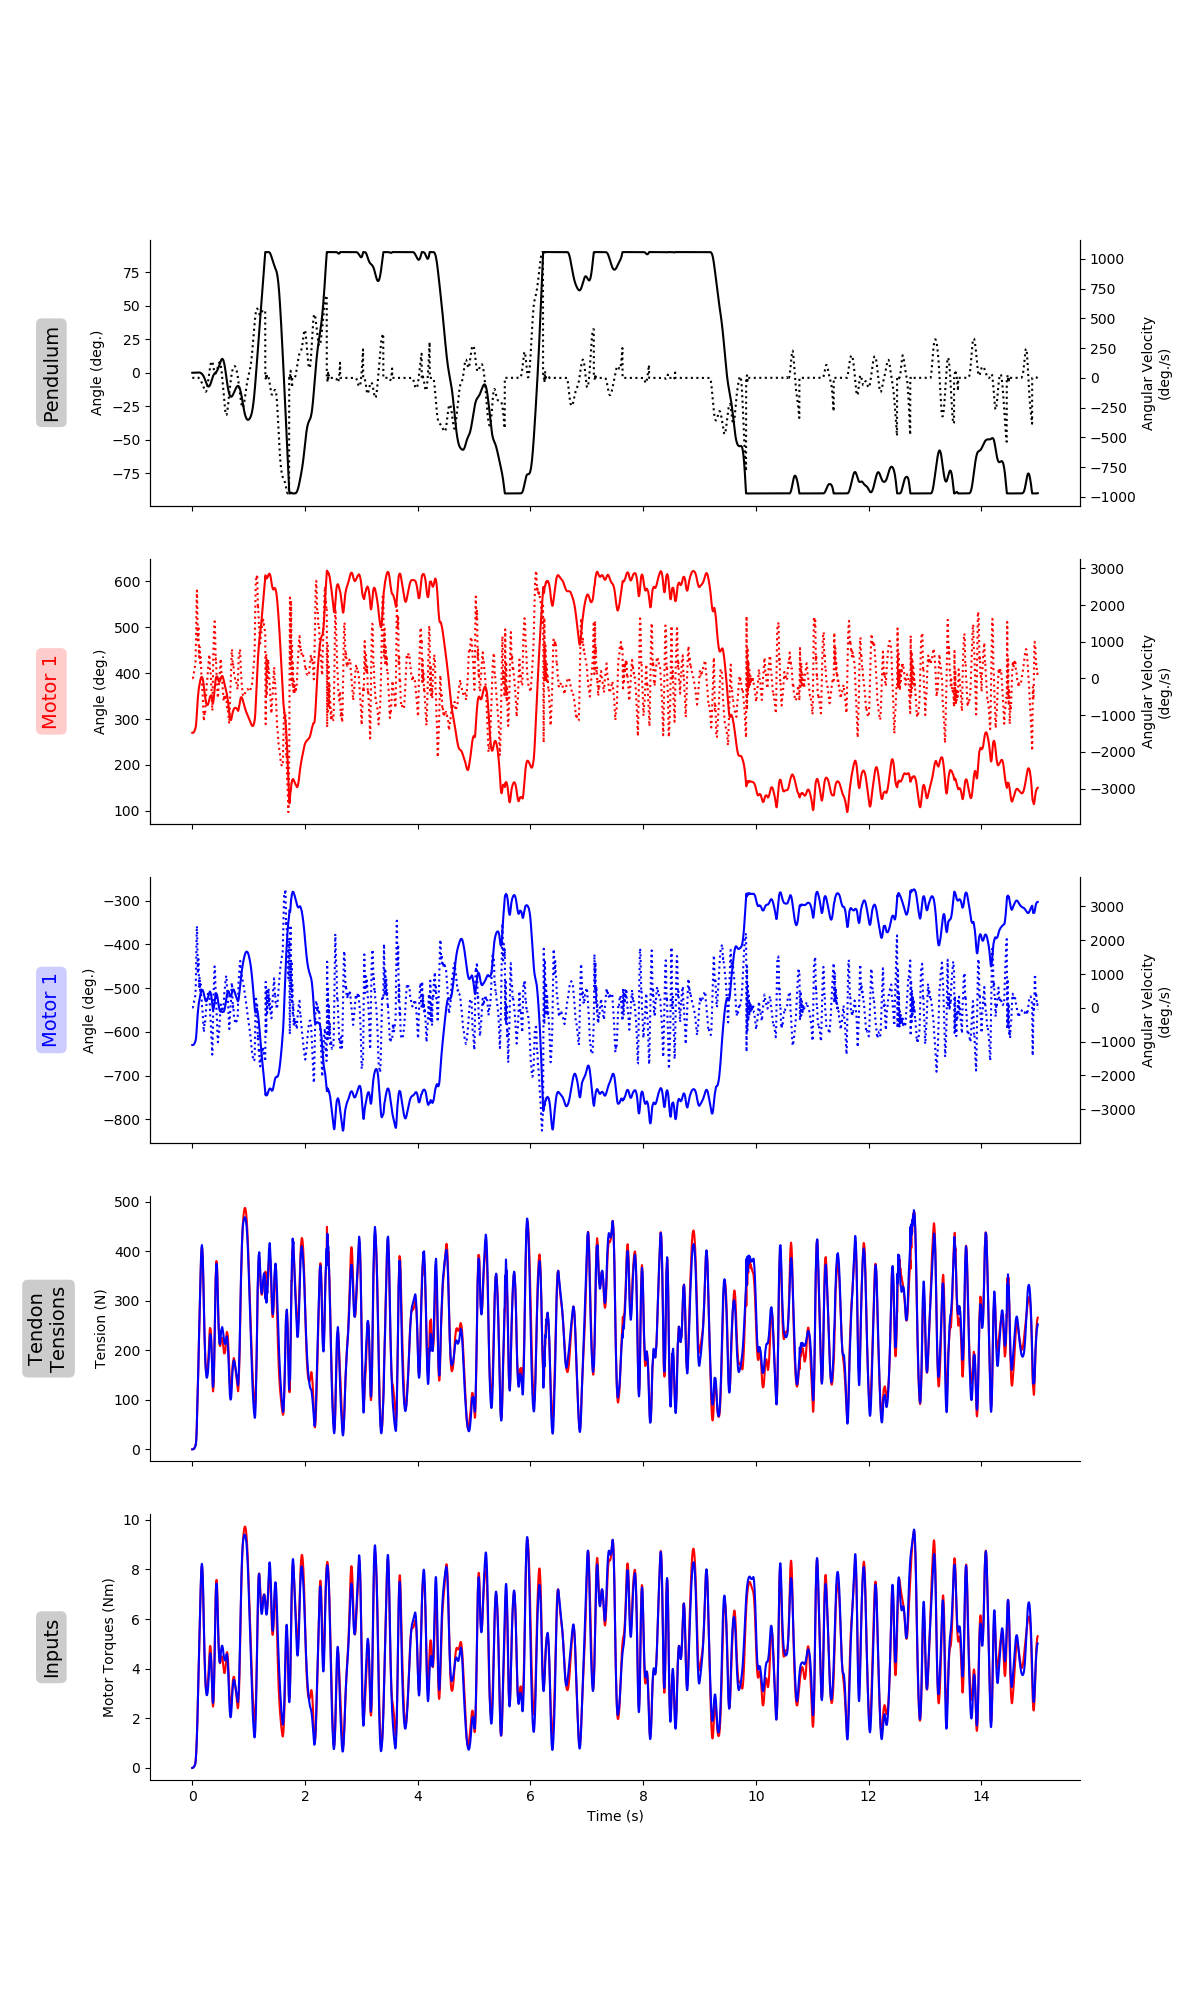 Pendulum
Angle (deg.)
75
50
25
0
−25
−50
−75
1000
750
500
250
0
−250
−500
−750
−1000
Angular Velocity
(deg./s)
Motor 1
Angle (deg.)
600
500
400
300
200
100
3000
2000
1000
0
−1000
−2000
−3000
Angular Velocity
(deg./s)
Motor 1
Angle (deg.)
−300
−400
−500
−600
−700
−800
3000
2000
1000
0
−1000
−2000
−3000
Angular Velocity
(deg./s)
Tendon
Tensions
Tension (N)
500
400
300
200
100
0
Inputs
Motor Torques (Nm)
10
8
6
4
2
0
0 2 4 6 8 10 12 14
Time (s)